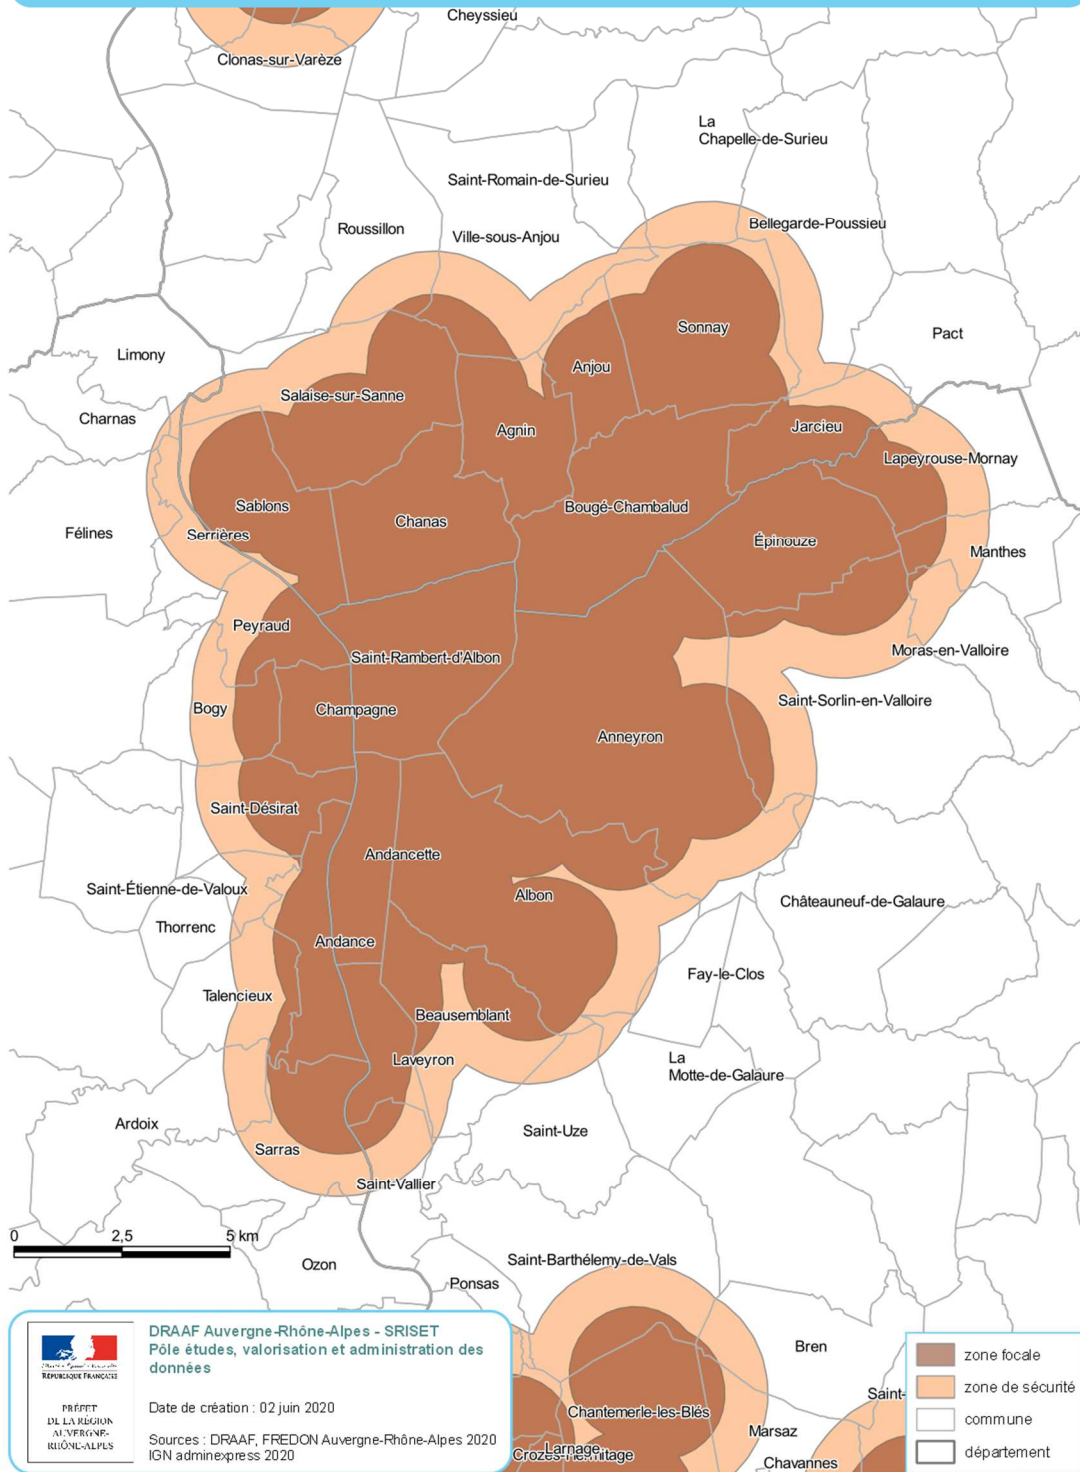 Cheyssieu
Clonas-sur-Varèze
La
Chapelle-de-Surieu
Saint-Romain-de-Surieu
Roussillon
Ville-sous-Anjou
Bellegarde-Poussieu
Sonnay
Pact
Limony
Anjou
Salaise-sur-Sanne
Charnas
Agnin
Jarcieu
Lapeyrouse-Mornay
Sablons
Bougé-Chambalud
Chanas
Félines
Serrières
Épinouze
Manthes
Peyraud
Moras-en-Valloire
Saint-Rambert-d'Albon
Saint-Sorlin-en-Valloire
Bogy
Champagne
Anneyron
Saint-Désirat
Andancette
Saint-Étienne-de-Valoux
Albon
Châteauneuf-de-Galaure
Thorrenc
Andance
Fay-le-Clos
Talencieux
Beausemblant
Laveyron
La
Motte-de-Galaure
Ardoix
Saint-Uze
Sarras
Saint-Vallier
0 2,5 5 km
Ozon
Saint-Barthélemy-de-Vals
Ponsas
Bren
Saint-
Chantemerle-les-Blés
Marsaz
Larnage
Crozes-Hermitage
Chavannes
RÉPUBLIQUE FRANÇAISE
PRÉFET
DE LA RÉGION
AUVERGNE-
RHÔNE-ALPES
DRAAF Auvergne-Rhône-Alpes - SRISET
Pôle études, valorisation et administration des
données
Date de création : 02 juin 2020
Sources : DRAAF, FREDON Auvergne-Rhône-Alpes 2020
IGN adminexpress 2020
zone focale
zone de sécurité
commune
département